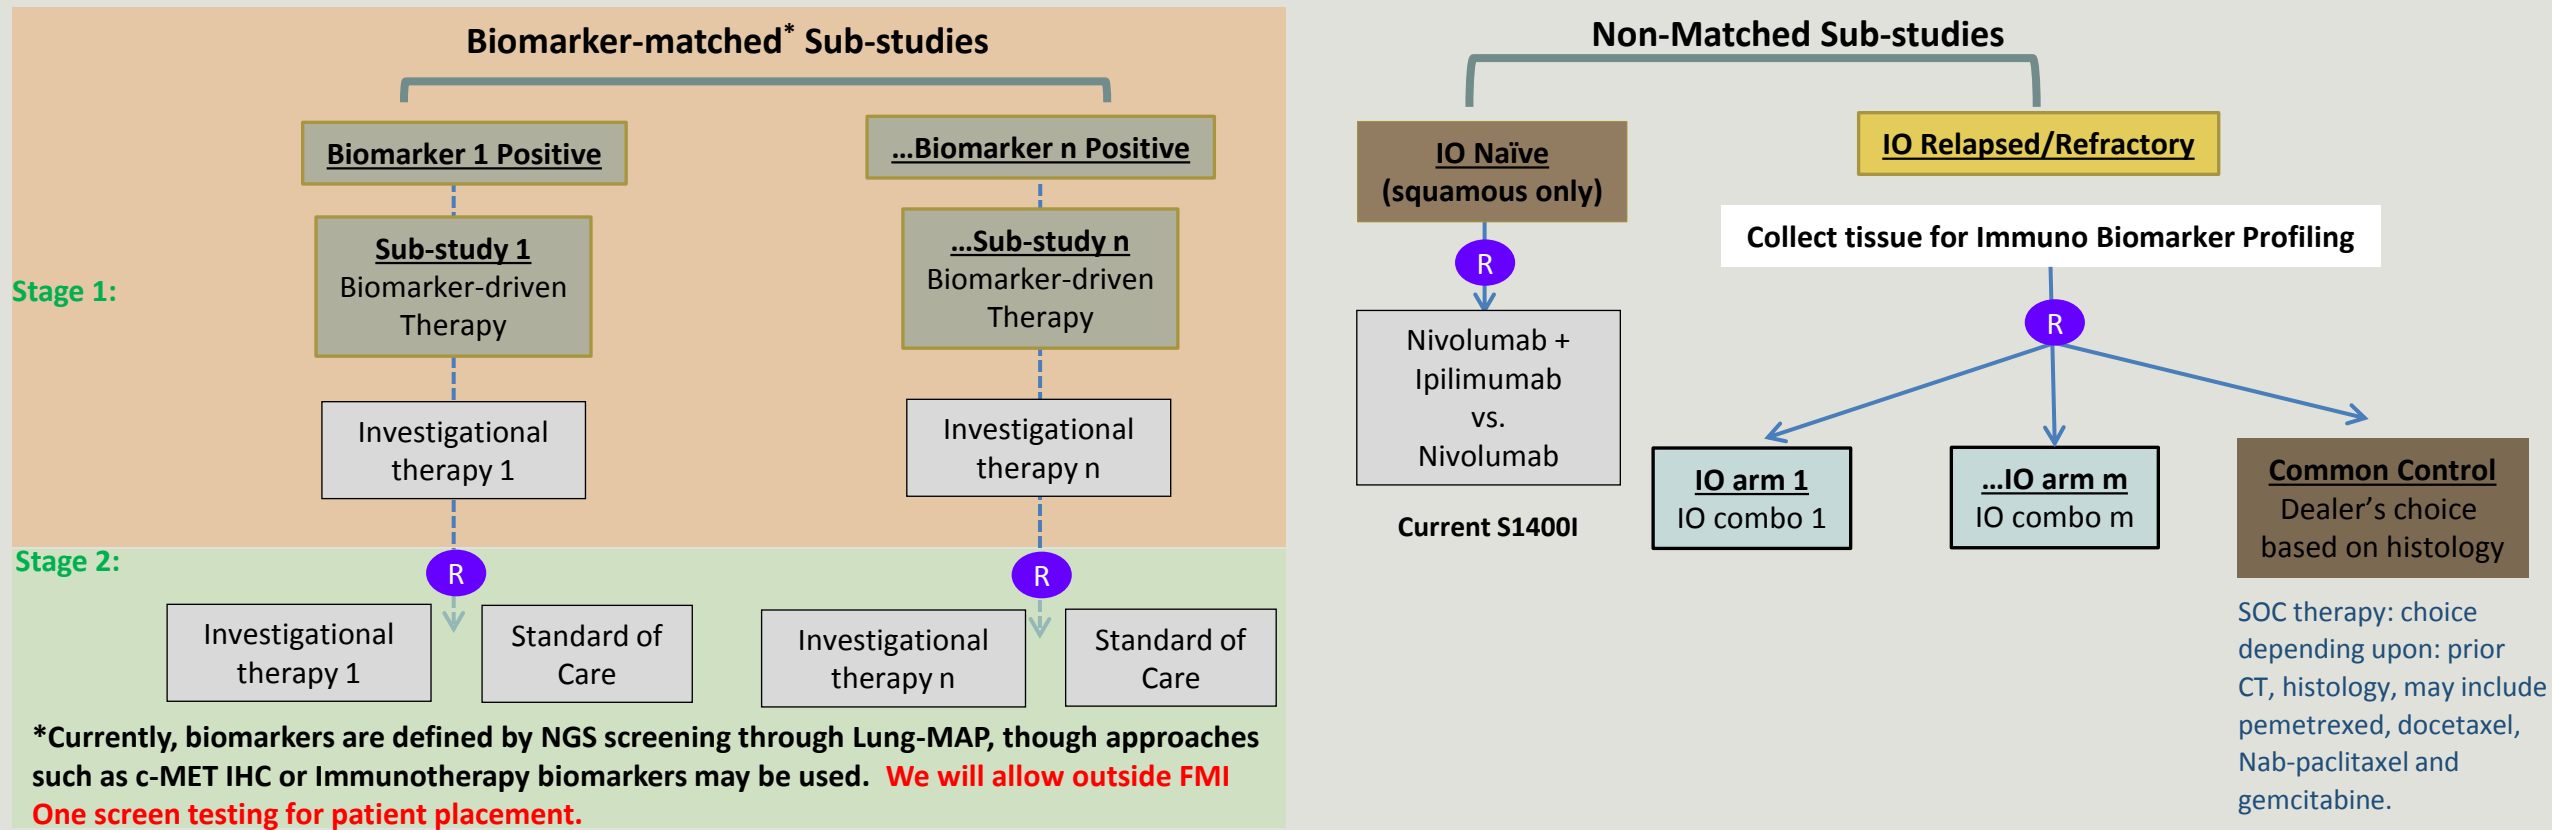 Biomarker-matched* Sub-studies
Biomarker 1 Positive
...Biomarker n Positive
Stage 1:
Sub-study 1
Biomarker-driven
Therapy
...Sub-study n
Biomarker-driven
Therapy
Investigational
therapy 1
Investigational
therapy n
Stage 2:
R
R
Investigational
therapy 1
Standard of
Care
Investigational
therapy n
Standard of
Care
*Currently, biomarkers are defined by NGS screening through Lung-MAP, though approaches
such as c-MET IHC or Immunotherapy biomarkers may be used. We will allow outside FMI
One screen testing for patient placement.
Non-Matched Sub-studies
IO Naïve
(squamous only)
R
Nivolumab +
Ipilimumab
vs.
Nivolumab
Current S1400I
IO Relapsed/Refractory
Collect tissue for Immuno Biomarker Profiling
R
IO arm 1
IO combo 1
...IO arm m
IO combo m
Common Control
Dealer’s choice
based on histology
SOC therapy: choice
depending upon: prior
CT, histology, may include
pemetrexed, docetaxel,
Nab-paclitaxel and
gemcitabine.